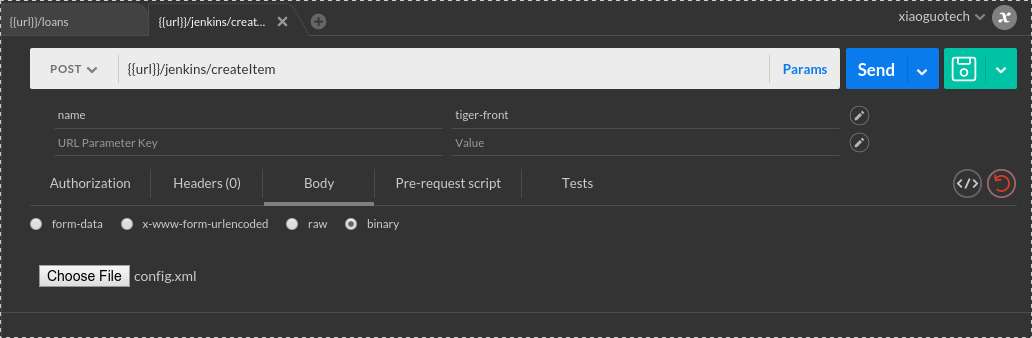 {{url}}/loans {{url}}/jenkins/creat... xiaoguotech
POST {{url}}/jenkins/createItem Params Send
name tiger-front
URL Parameter Key Value
Authorization Headers (0) Body Pre-request script Tests
form-data x-www-form-urlencoded raw binary
Choose File config.xml